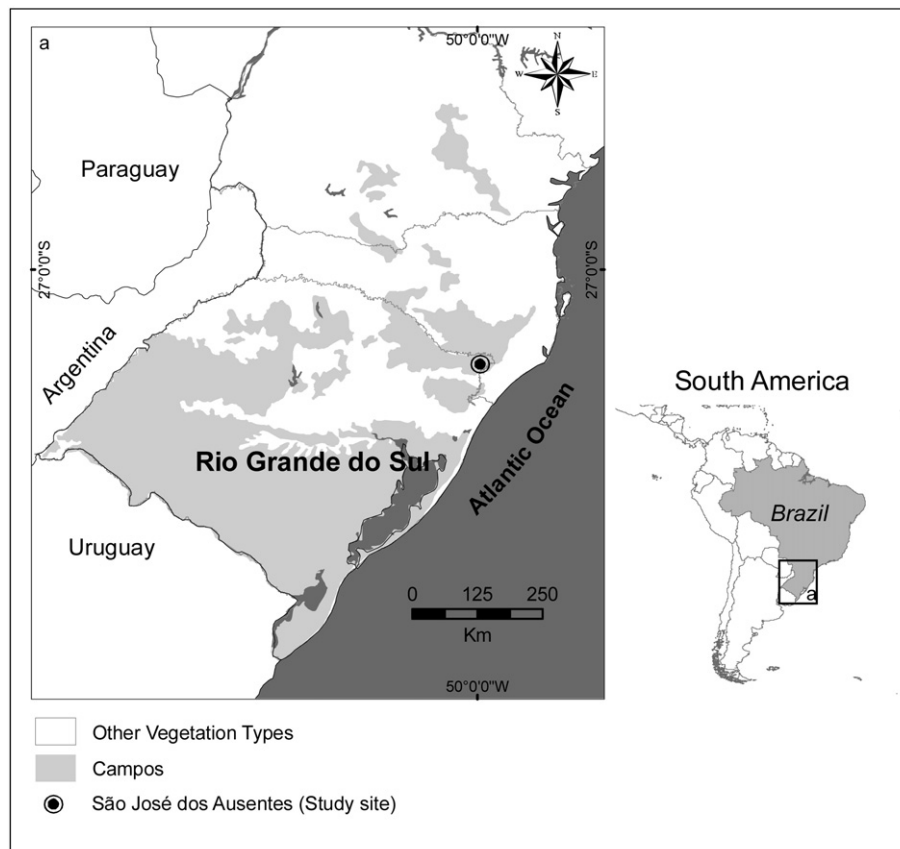 a
50°0'0"W
N
W
E
S
Paraguay
27°0'0"S
27°0'0"S
Argentina
Atlantic Ocean
South America
Rio Grande do Sul
Brazil
Uruguay
a
0 125 250
Km
50°0'0"W
Other Vegetation Types
Campos
São José dos Ausentes (Study site)